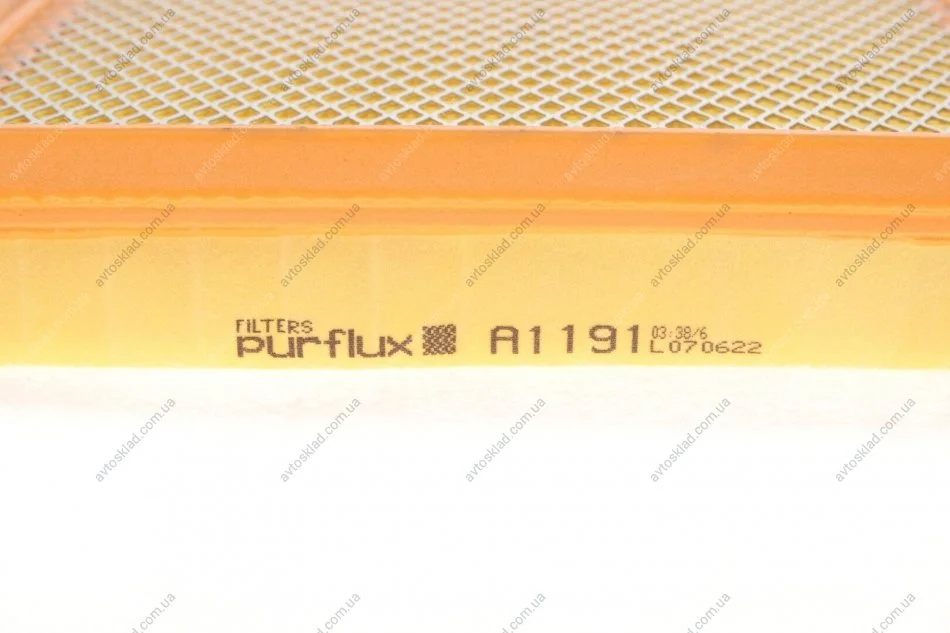 FILTERS
purflux A1191 03:38/6
L070622
avtosklad.com.ua